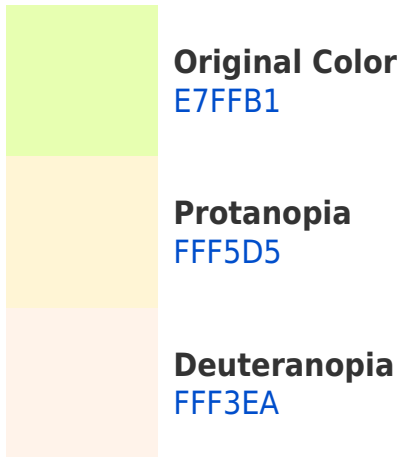 Original Color
E7FFB1
Protanopia
FFF5D5
Deuteranopia
FFF3EA